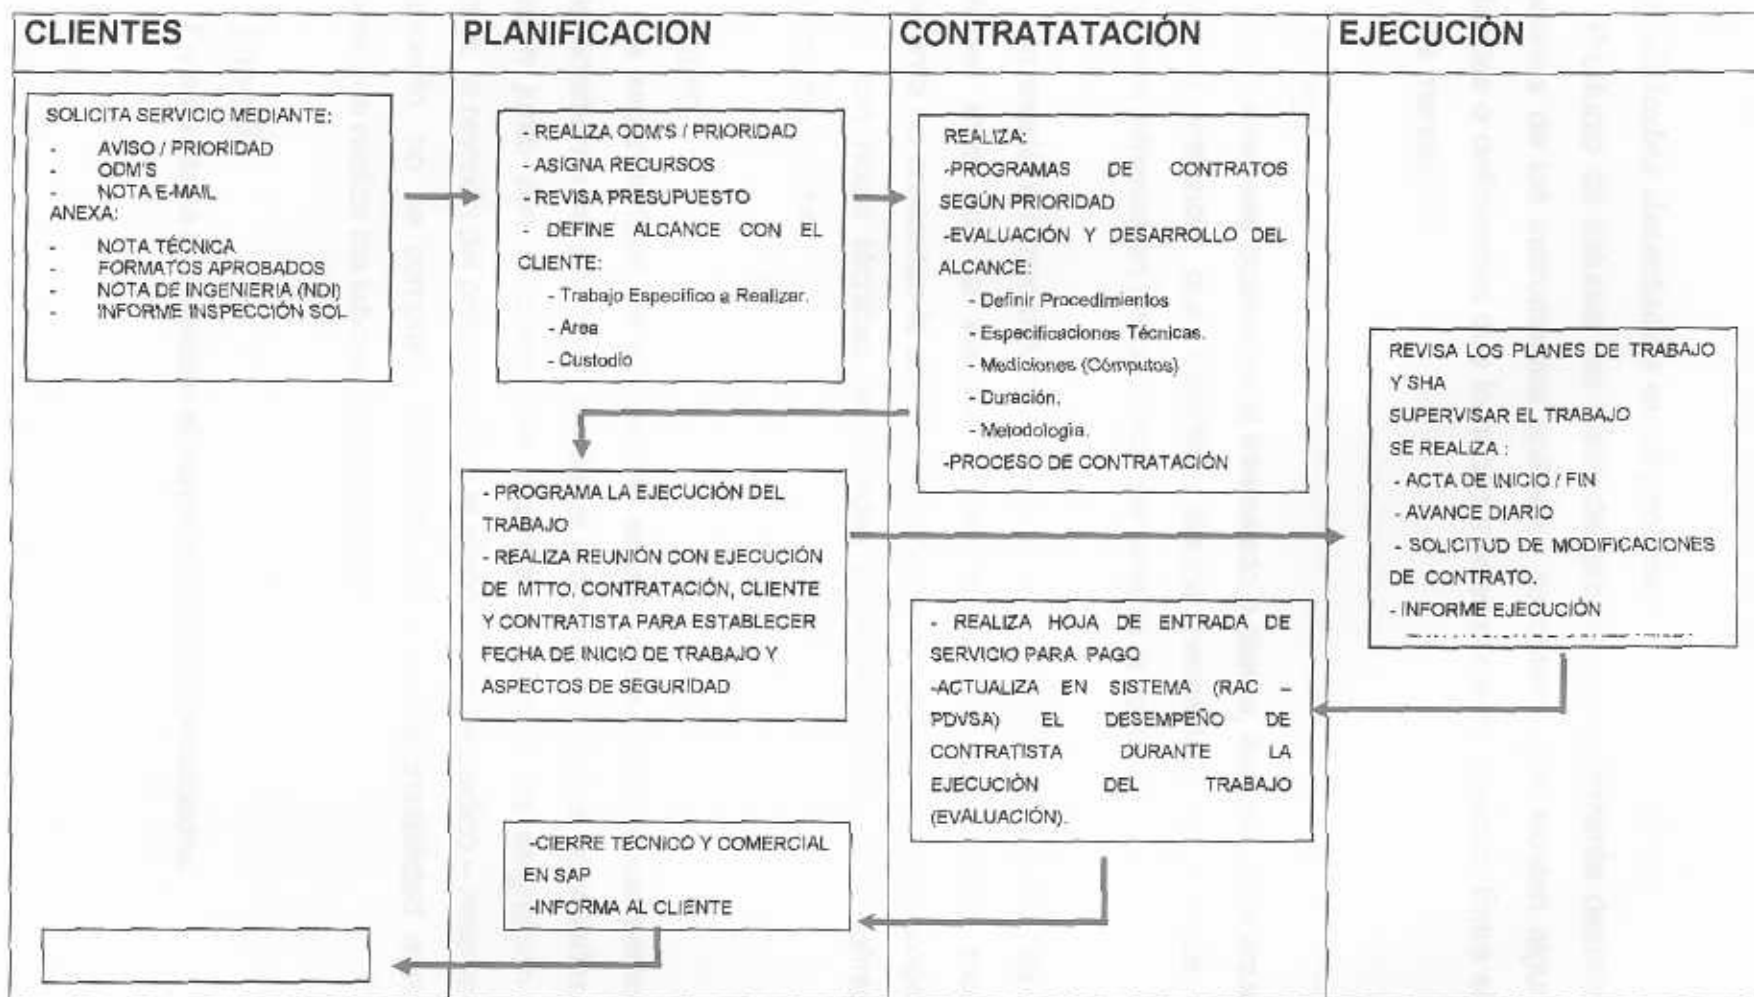 CLIENTES
PLANIFICACION
CONTRATATACIÓN
EJECUCIÓN
SOLICITA SERVICIO MEDIANTE:
- AVISO / PRIORIDAD
- ODM'S
- NOTA E-MAIL
ANEXA:
- NOTA TÉCNICA
- FORMATOS APROBADOS
- NOTA DE INGENIERIA (NDI)
- INFORME INSPECCIÓN SOL
- REALIZA ODM'S / PRIORIDAD
- ASIGNA RECURSOS
- REVISA PRESUPUESTO
- DEFINE ALCANCE CON EL
CLIENTE:
- Trabajo Especifico a Realizar.
- Area
- Custodio
REALIZA:
-PROGRAMAS DE CONTRATOS
SEGÚN PRIORIDAD
-EVALUACIÓN Y DESARROLLO DEL
ALCANCE:
- Definir Procedimientos
- Especificaciones Técnicas.
- Mediciones (Cómputos)
- Duración.
- Metodología.
-PROCESO DE CONTRATACIÓN
- PROGRAMA LA EJECUCIÓN DEL
TRABAJO
- REALIZA REUNIÓN CON EJECUCIÓN
DE MTTO. CONTRATACIÓN, CLIENTE
Y CONTRATISTA PARA ESTABLECER
FECHA DE INICIO DE TRABAJO Y
ASPECTOS DE SEGURIDAD
REVISA LOS PLANES DE TRABAJO
Y SHA
SUPERVISAR EL TRABAJO
SE REALIZA :
- ACTA DE INICIO / FIN
- AVANCE DIARIO
- SOLICITUD DE MODIFICACIONES
DE CONTRATO.
- INFORME EJECUCIÓN
- REALIZA HOJA DE ENTRADA DE
SERVICIO PARA PAGO
-ACTUALIZA EN SISTEMA (RAC –
PDVSA) EL DESEMPEÑO DE
CONTRATISTA DURANTE LA
EJECUCIÓN DEL TRABAJO
(EVALUACIÓN).
-CIERRE TECNICO Y COMERCIAL
EN SAP
-INFORMA AL CLIENTE